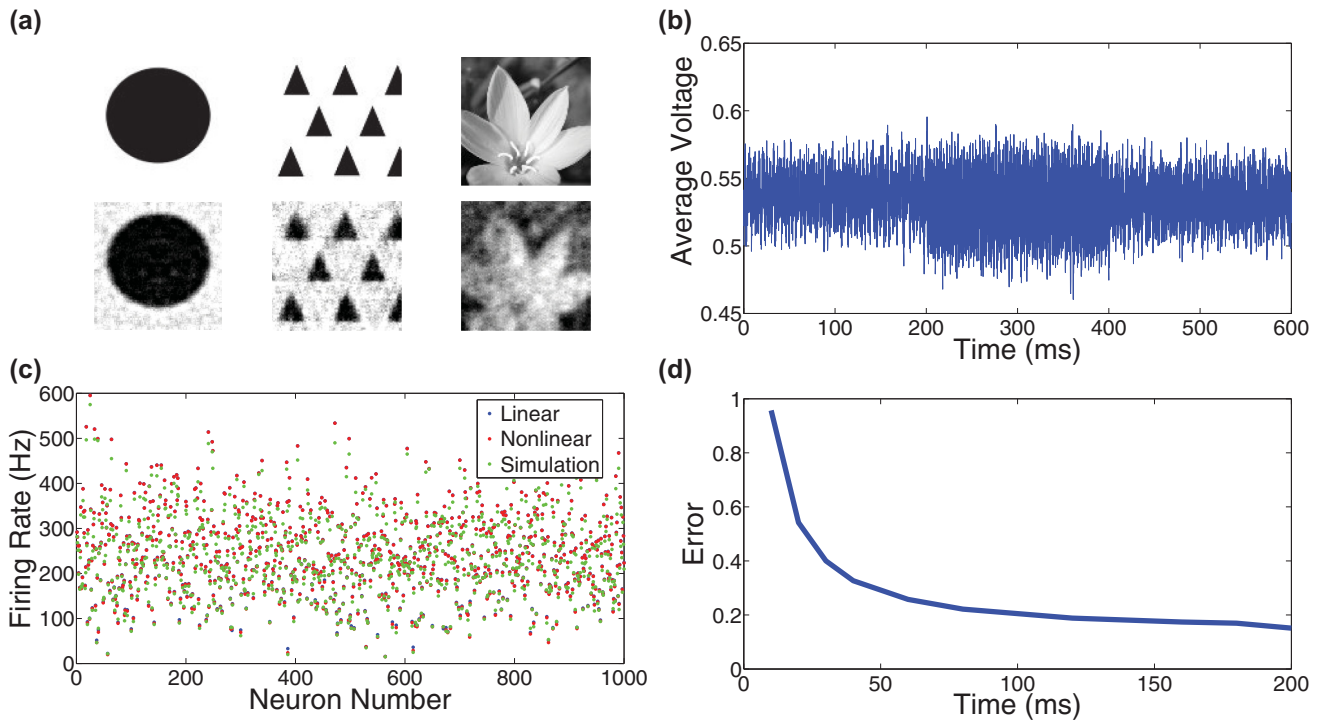 (a)
(b)
Average Voltage
0.65
0.6
0.55
0.5
0.45
0 100 200 300 400 500 600
Time (ms)
(c)
Firing Rate (Hz)
600
500
400
300
200
100
0
0 200 400 600 800 1000
Neuron Number
Linear
Nonlinear
Simulation
(d)
Error
1
0.8
0.6
0.4
0.2
0
0 50 100 150 200
Time (ms)